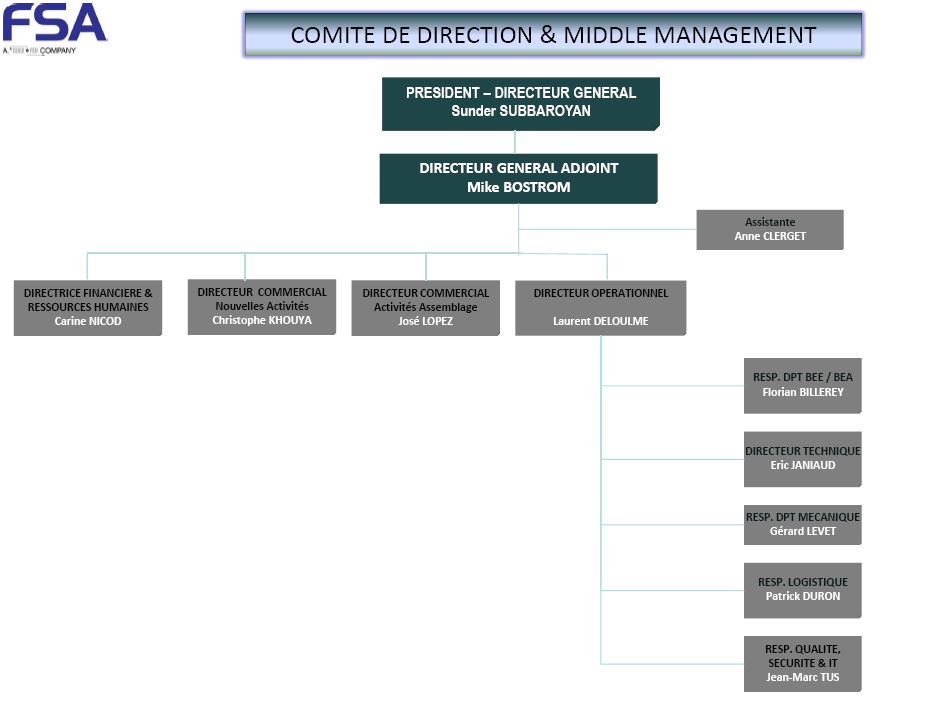 FSA
COMPANY
COMITE DE DIRECTION & MIDDLE MANAGEMENT
PRESIDENT – DIRECTEUR GENERAL
Sunder SUBBAROYAN
DIRECTEUR GENERAL ADJOINT
Mike BOSTROM
Assistante
Anne CLERGET
DIRECTRICE FINANCIERE &
RESSOURCES HUMAINES
Carine NICOD
DIRECTEUR COMMERCIAL
Nouvelles Activités
Christophe KHOUYA
DIRECTEUR COMMERCIAL
Activités Assemblage
José LOPEZ
DIRECTEUR OPERATIONNEL
Laurent DELOULME
RESP. DPT BEE / BEA
Florian BILLEREY
DIRECTEUR TECHNIQUE
Eric JANIAUD
RESP. DPT MECANIQUE
Gérard LEVET
RESP. LOGISTIQUE
Patrick DURON
RESP. QUALITE,
SECURITE & IT
Jean-Marc TUS